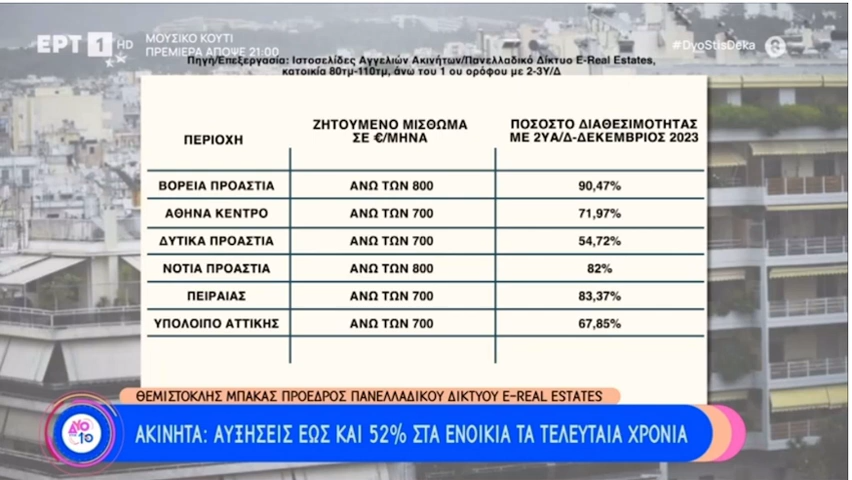 ΕΡΤ 1 HD
ΜΟΥΣΙΚΟ ΚΟΥΤΙ
ΠΡΕΜΙΕΡΑ ΑΠΟΨΕ 21:00
#DyoStisDeka 8
Πηγή/Επεξεργασία: Ιστοσελίδες Αγγελιών Ακινήτων/Πανελλαδικό Δίκτυο E-Real Estates,
κατοικία 80τμ-110τμ, άνω του 1 ου ορόφου με 2-3Υ/Δ
ΠΕΡΙΟΧΗ ΖΗΤΟΥΜΕΝΟ ΜΙΣΘΩΜΑ ΣΕ €/ΜΗΝΑ ΠΟΣΟΣΤΟ ΔΙΑΘΕΣΙΜΟΤΗΤΑΣ ΜΕ 2ΥΑ/Δ-ΔΕΚΕΜΒΡΙΟΣ 2023
ΒΟΡΕΙΑ ΠΡΟΑΣΤΙΑ ΑΝΩ ΤΩΝ 800 90,47%
ΑΘΗΝΑ ΚΕΝΤΡΟ ΑΝΩ ΤΩΝ 700 71,97%
ΔΥΤΙΚΑ ΠΡΟΑΣΤΙΑ ΑΝΩ ΤΩΝ 700 54,72%
ΝΟΤΙΑ ΠΡΟΑΣΤΙΑ ΑΝΩ ΤΩΝ 800 82%
ΠΕΙΡΑΙΑΣ ΑΝΩ ΤΩΝ 700 83,37%
ΥΠΟΛΟΙΠΟ ΑΤΤΙΚΗΣ ΑΝΩ ΤΩΝ 700 67,85%
ΘΕΜΙΣΤΟΚΛΗΣ ΜΠΑΚΑΣ ΠΡΟΕΔΡΟΣ ΠΑΝΕΛΛΑΔΙΚΟΥ ΔΙΚΤΥΟΥ E-REAL ESTATES
ΔΥΟ ΣΤΙΣ 10
ΑΚΙΝΗΤΑ: ΑΥΞΗΣΕΙΣ ΕΩΣ ΚΑΙ 52% ΣΤΑ ΕΝΟΙΚΙΑ ΤΑ ΤΕΛΕΥΤΑΙΑ ΧΡΟΝΙΑ